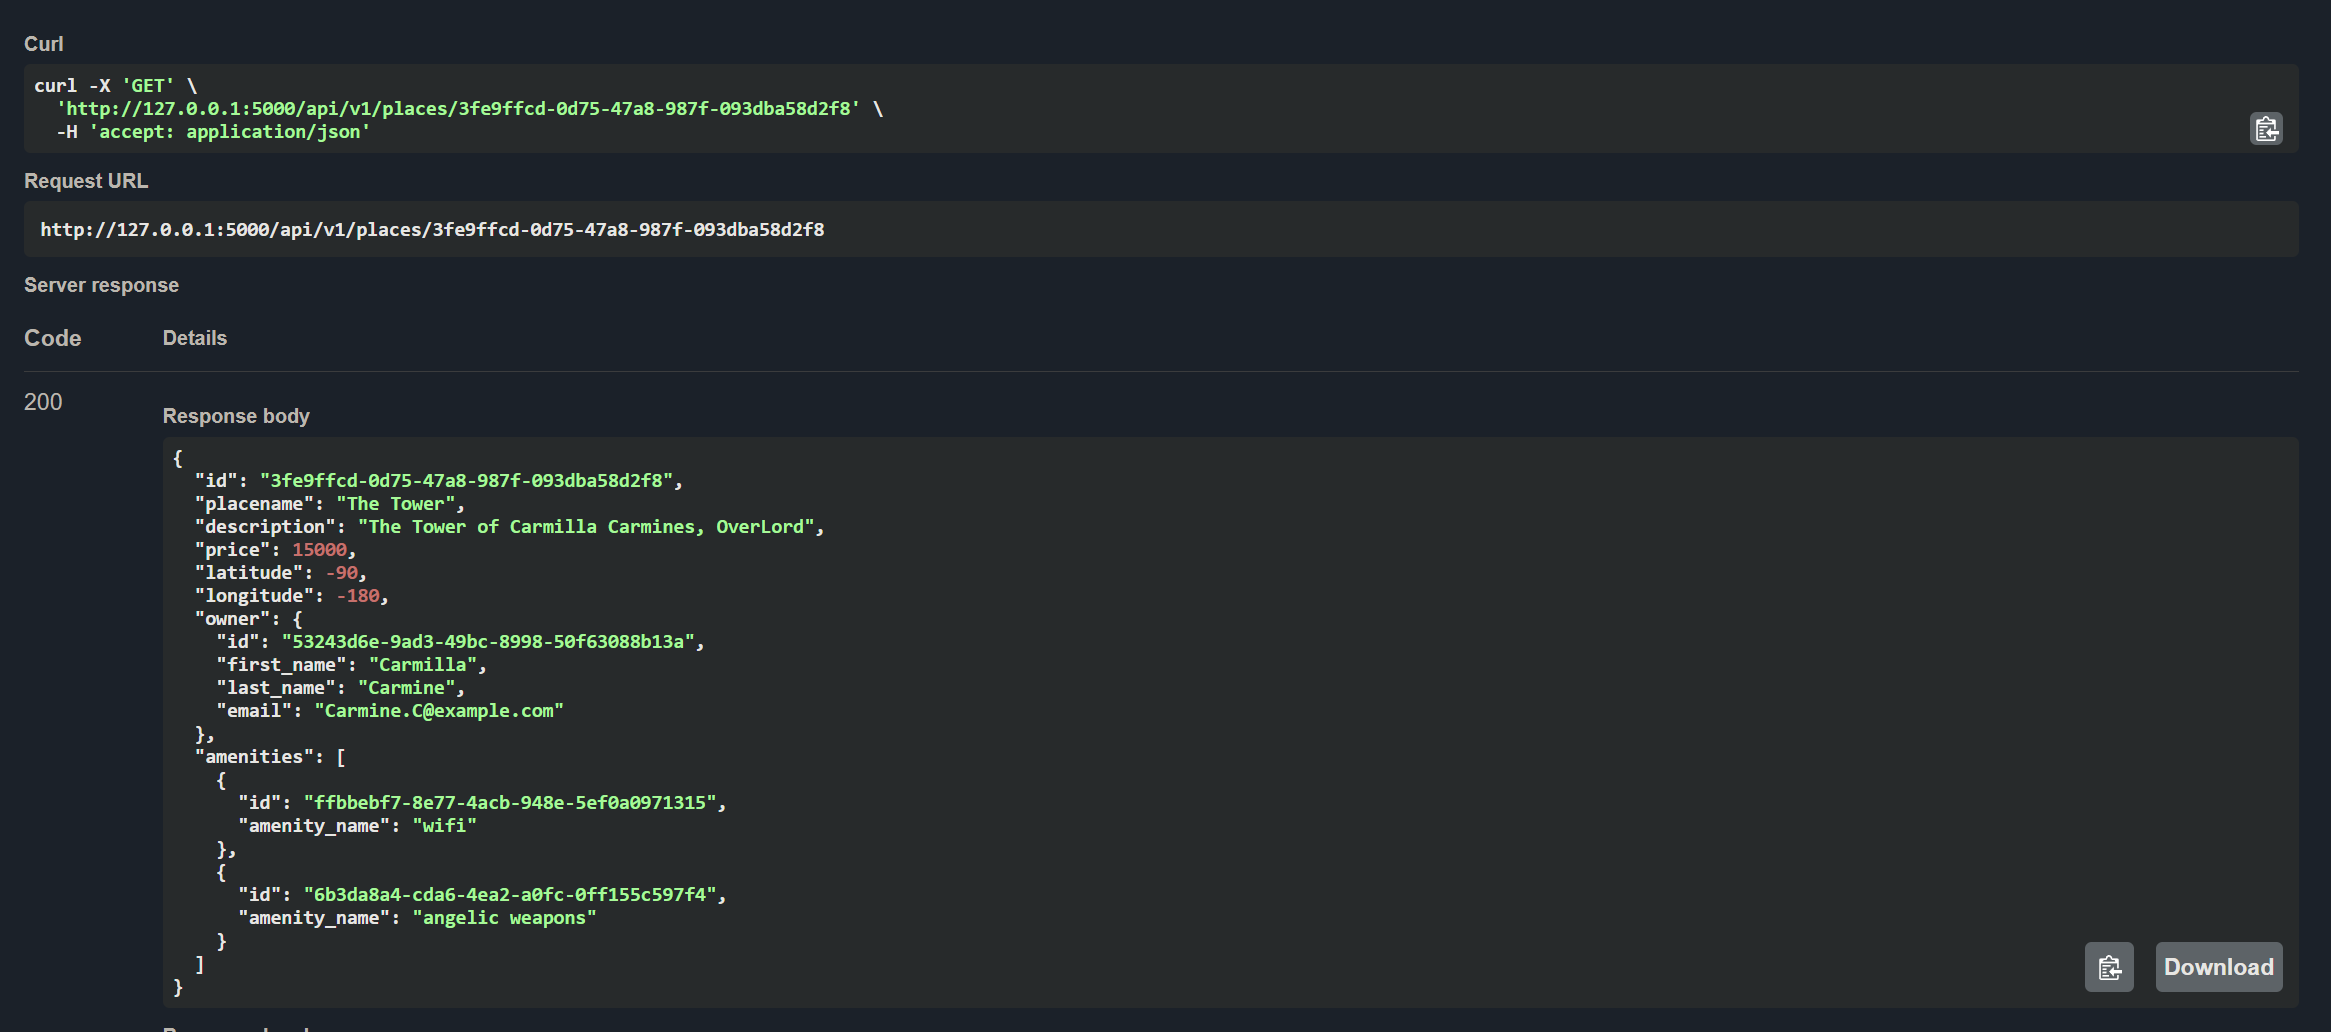 Curl
curl -X 'GET' \
'http://127.0.0.1:5000/api/v1/places/3fe9ffcd-0d75-47a8-987f-093dba58d2f8' \
-H 'accept: application/json'
Request URL
http://127.0.0.1:5000/api/v1/places/3fe9ffcd-0d75-47a8-987f-093dba58d2f8
Server response
Code Details
200
Response body
{
"id": "3fe9ffcd-0d75-47a8-987f-093dba58d2f8",
"placename": "The Tower",
"description": "The Tower of Carmilla Carmines, OverLord",
"price": 15000,
"latitude": -90,
"longitude": -180,
"owner": {
"id": "53243d6e-9ad3-49bc-8998-50f63088b13a",
"first_name": "Carmilla",
"last_name": "Carmine",
"email": "Carmine.C@example.com"
},
"amenities": [
{
"id": "ffbbebf7-8e77-4acb-948e-5ef0a0971315",
"amenity_name": "wifi"
},
{
"id": "6b3da8a4-cda6-4ea2-a0fc-0ff155c597f4",
"amenity_name": "angelic weapons"
}
]
}
Download